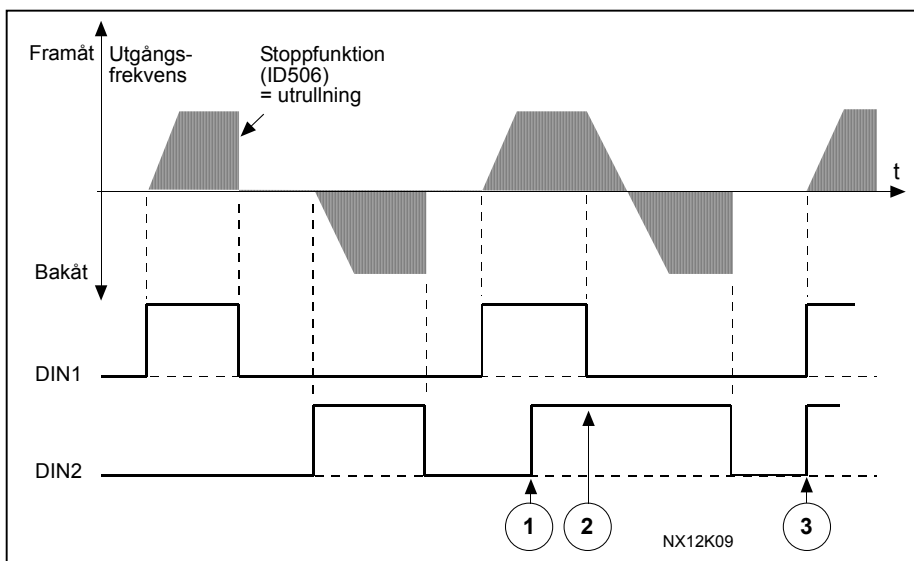 Framåt
Utgångs-
frekvens
Stoppfunktion
(ID506)
= utrullning
t
Bakåt
DIN1
DIN2
1
2
3
NX12K09